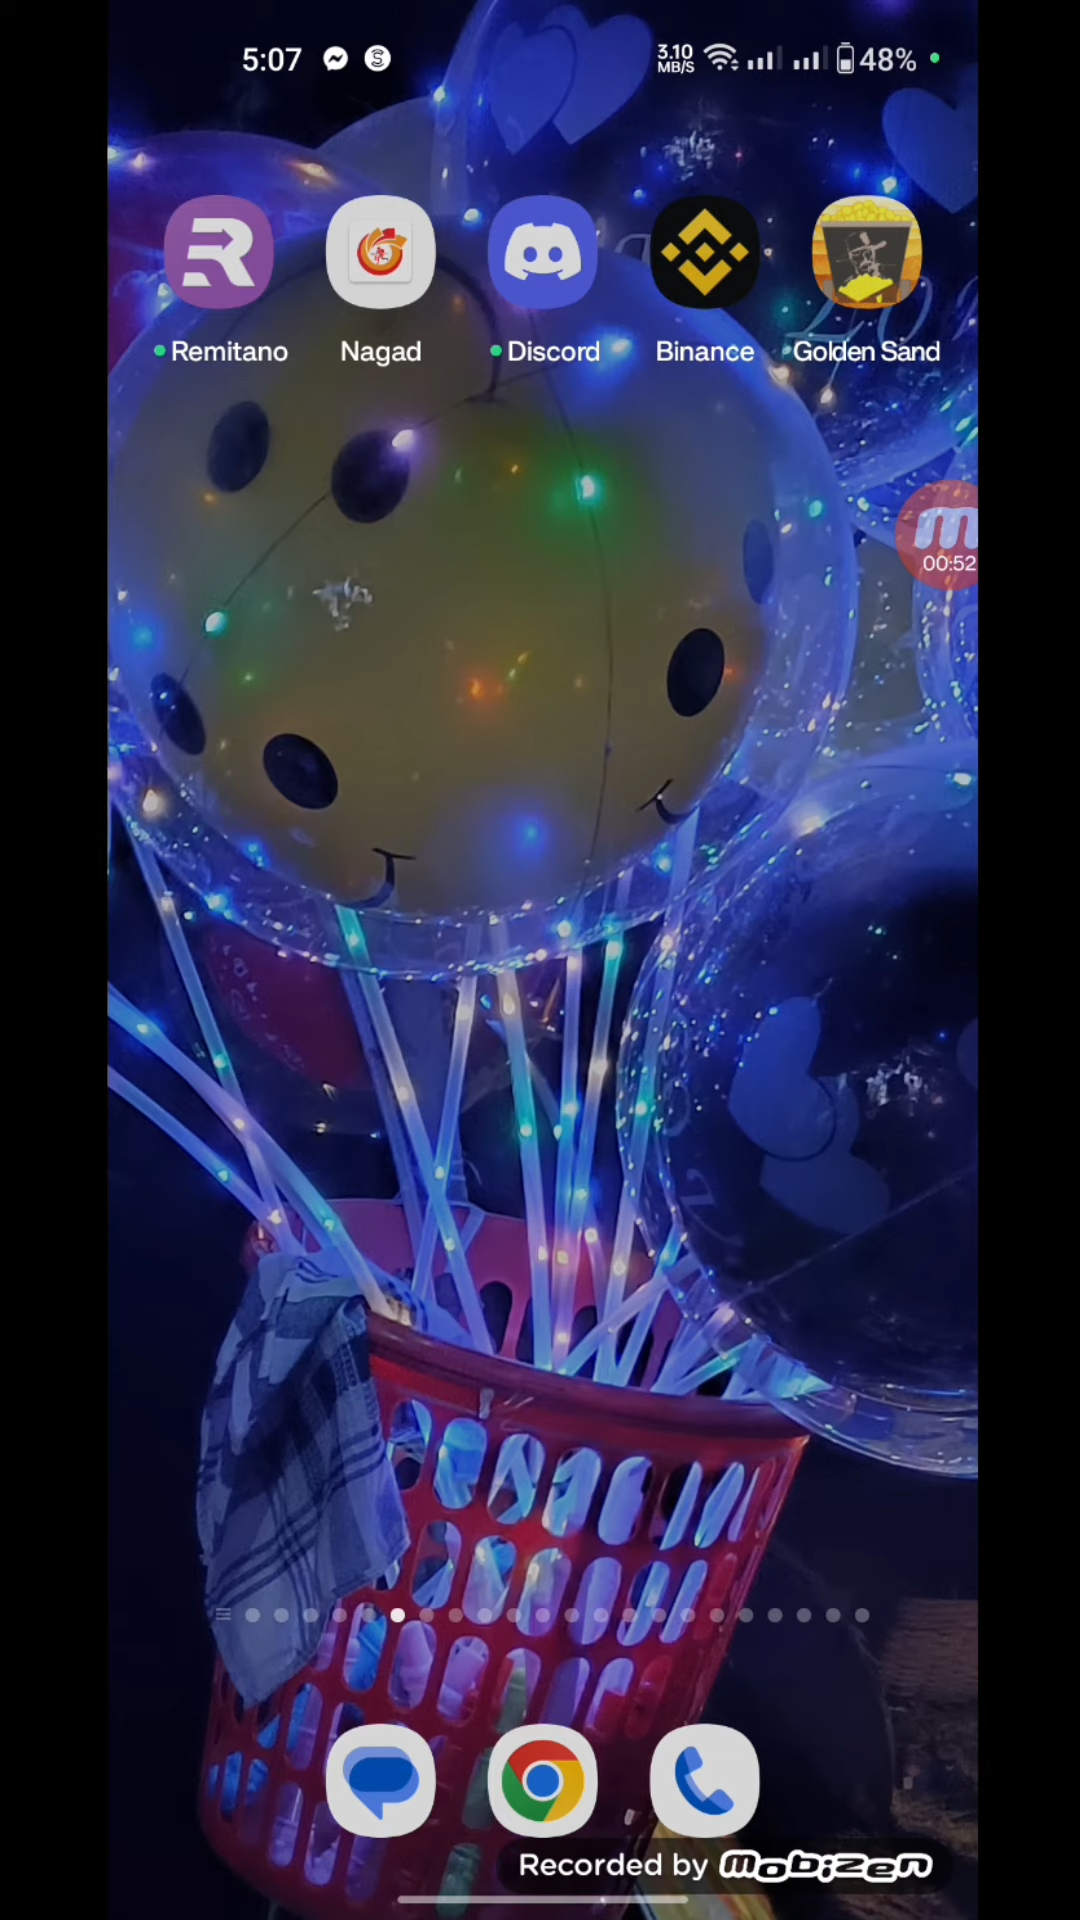 5:07
3.10
MB/S
48%
Remitano
Nagad
Discord
Binance
Golden Sand
m
00:52
Recorded by mobizen